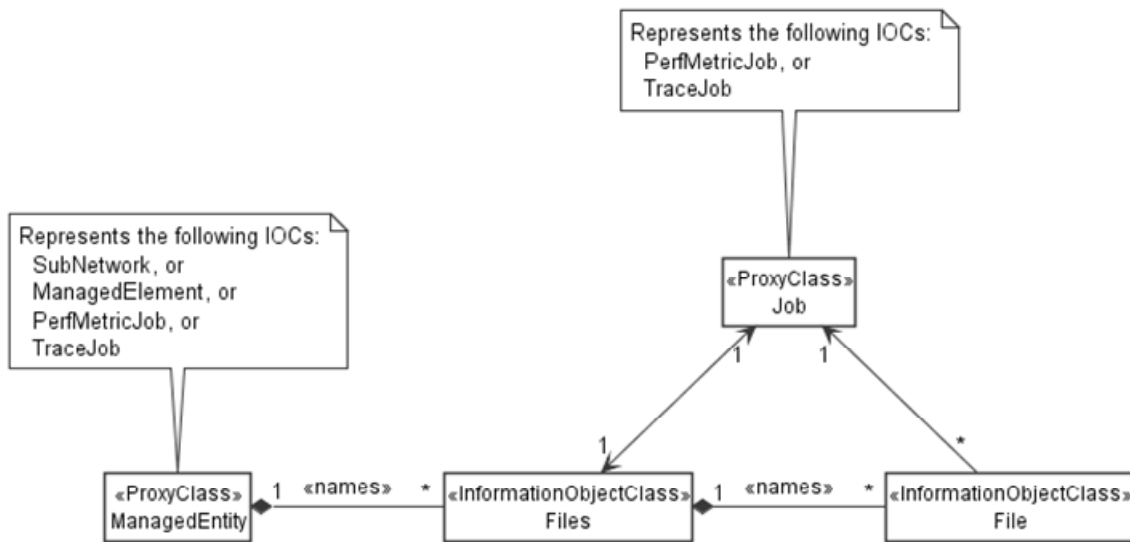 Represents the following IOCs:
PerfMetricJob, or
TraceJob
Represents the following IOCs:
SubNetwork, or
ManagedElement, or
PerfMetricJob, or
TraceJob
«ProxyClass»
Job
1
1
1
*
«ProxyClass»
ManagedEntity
1
«names»
*
«InformationObjectClass»
Files
1
«names»
*
«InformationObjectClass»
File